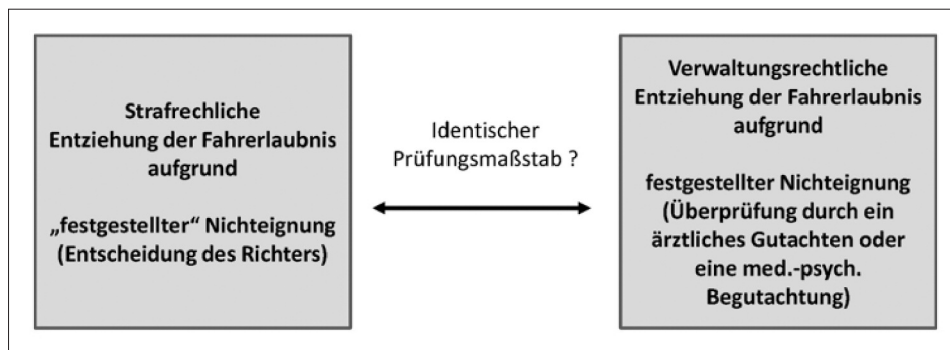 Strafrechliche
Entziehung der Fahrerlaubnis
aufgrund
„festgestellter“ Nichteignung
(Entscheidung des Richters)
Identischer
Prüfungsmaßstab ?
Verwaltungsrechtliche
Entziehung der Fahrerlaubnis
aufgrund
festgestellter Nichteignung
(Überprüfung durch ein
ärztliches Gutachten oder
eine med.-psych.
Begutachtung)